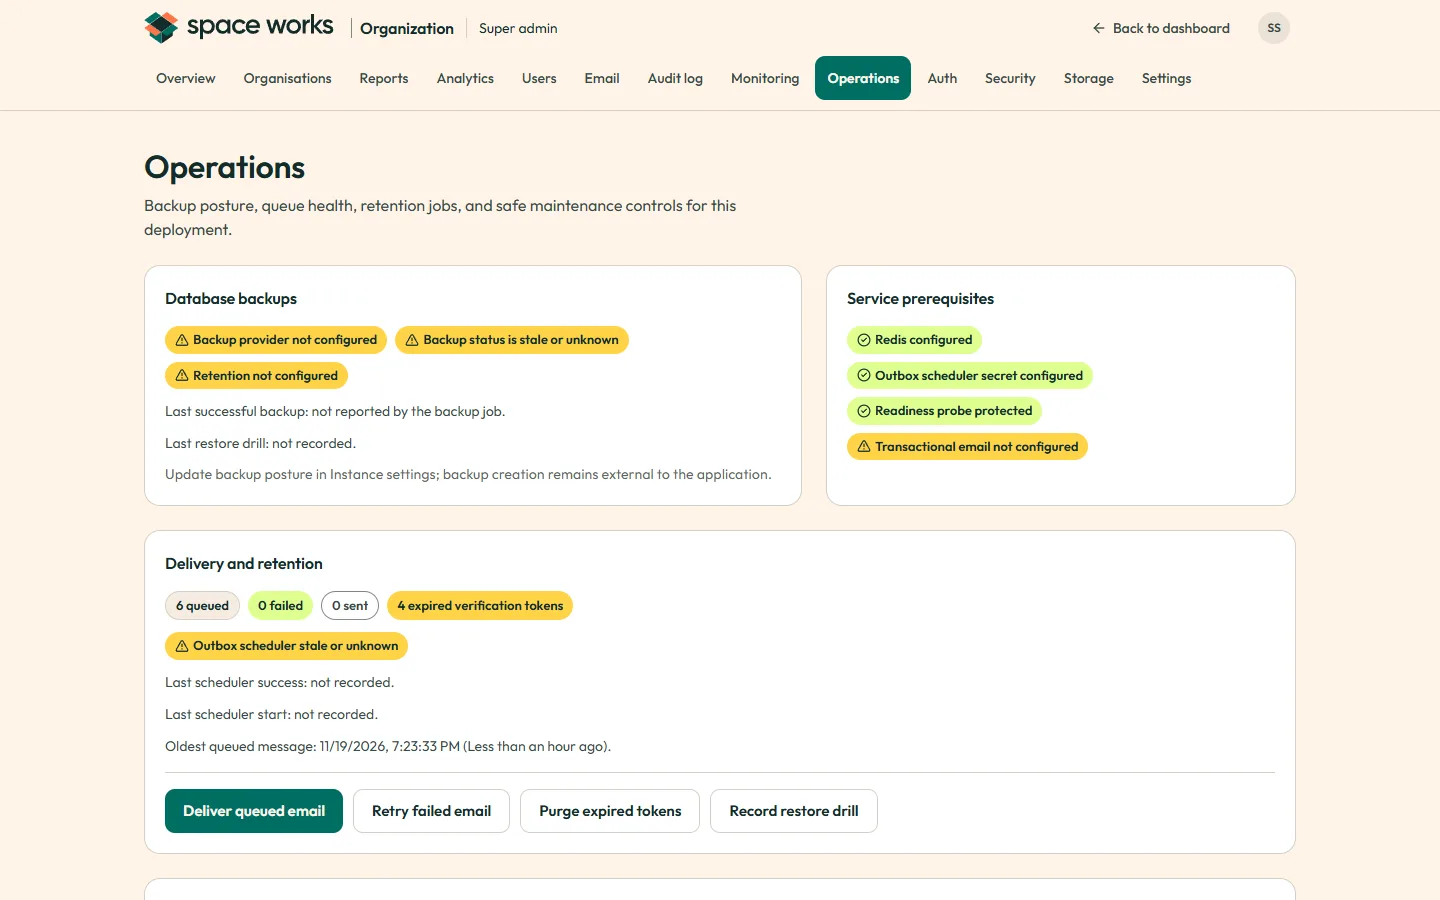 space works
Organization
Super admin
Back to dashboard
SS
Overview
Organisations
Reports
Analytics
Users
Email
Audit log
Monitoring
Operations
Auth
Security
Storage
Settings
Operations
Backup posture, queue health, retention jobs, and safe maintenance controls for this
deployment.
Database backups
Backup provider not configured
Backup status is stale or unknown
Retention not configured
Last successful backup: not reported by the backup job.
Last restore drill: not recorded.
Update backup posture in Instance settings; backup creation remains external to the application.
Service prerequisites
Redis configured
Outbox scheduler secret configured
Readiness probe protected
Transactional email not configured
Delivery and retention
6 queued
0 failed
0 sent
4 expired verification tokens
Outbox scheduler stale or unknown
Last scheduler success: not recorded.
Last scheduler start: not recorded.
Oldest queued message: 11/19/2026, 7:23:33 PM (Less than an hour ago).
Deliver queued email
Retry failed email
Purge expired tokens
Record restore drill